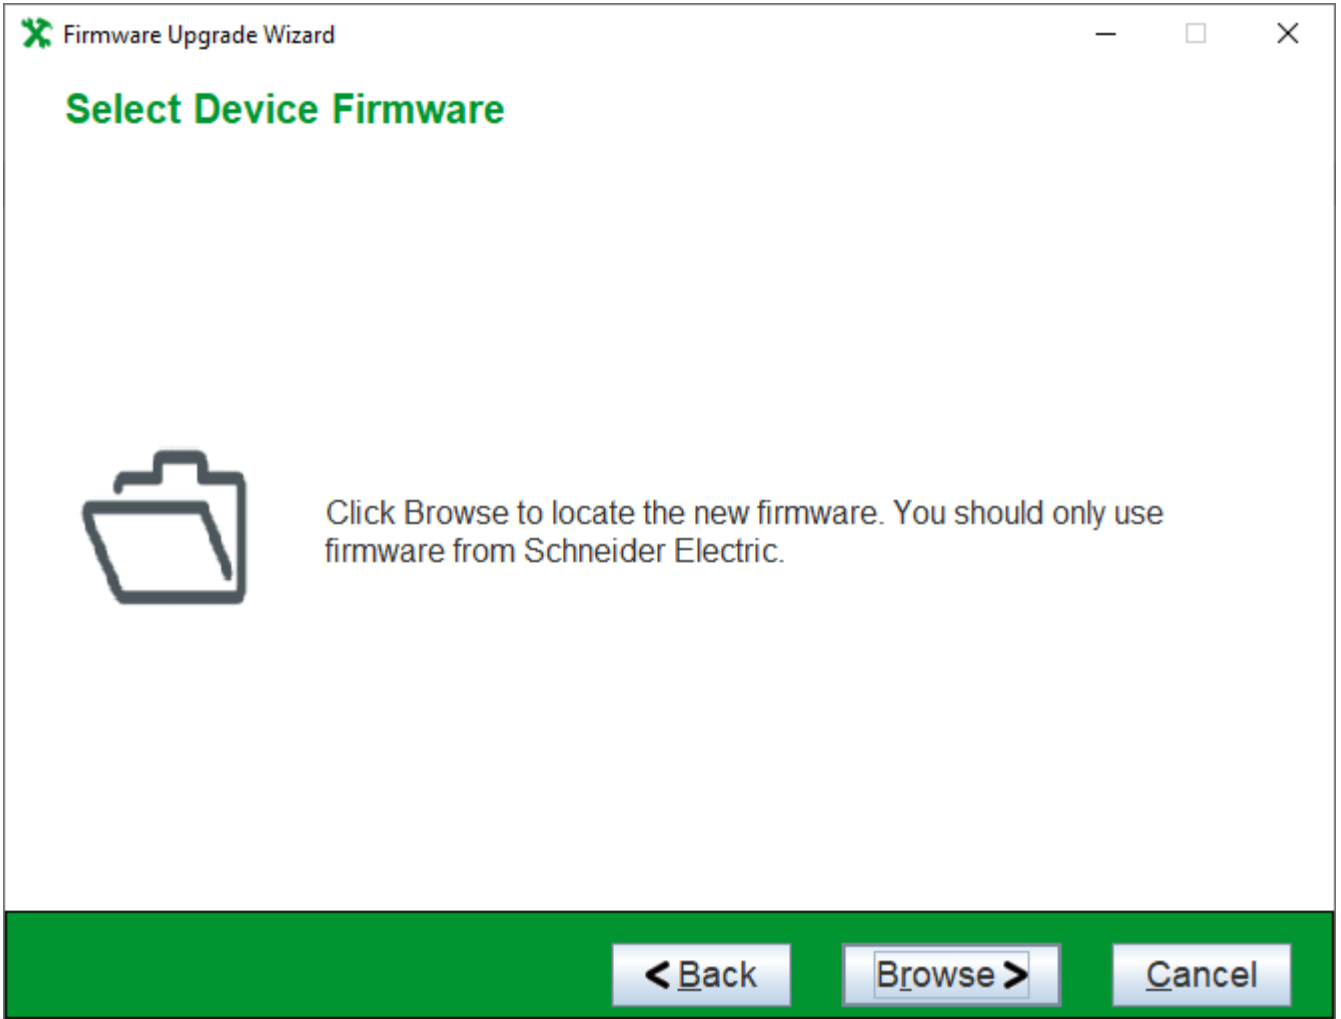 Firmware Upgrade Wizard
Select Device Firmware
Click Browse to locate the new firmware. You should only use
firmware from Schneider Electric.
< Back
Browse >
Cancel